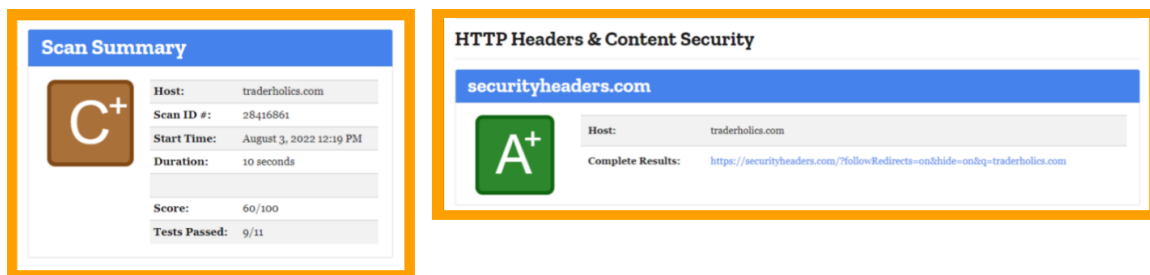 Scan Summary
C+
Host: traderholics.com
Scan ID #: 28416861
Start Time: August 3, 2022 12:19 PM
Duration: 10 seconds
Score: 60/100
Tests Passed: 9/11
HTTP Headers & Content Security
securityheaders.com
A+
Host: traderholics.com
Complete Results: https://securityheaders.com/?followRedirects=on&hide=on&q=traderholics.com